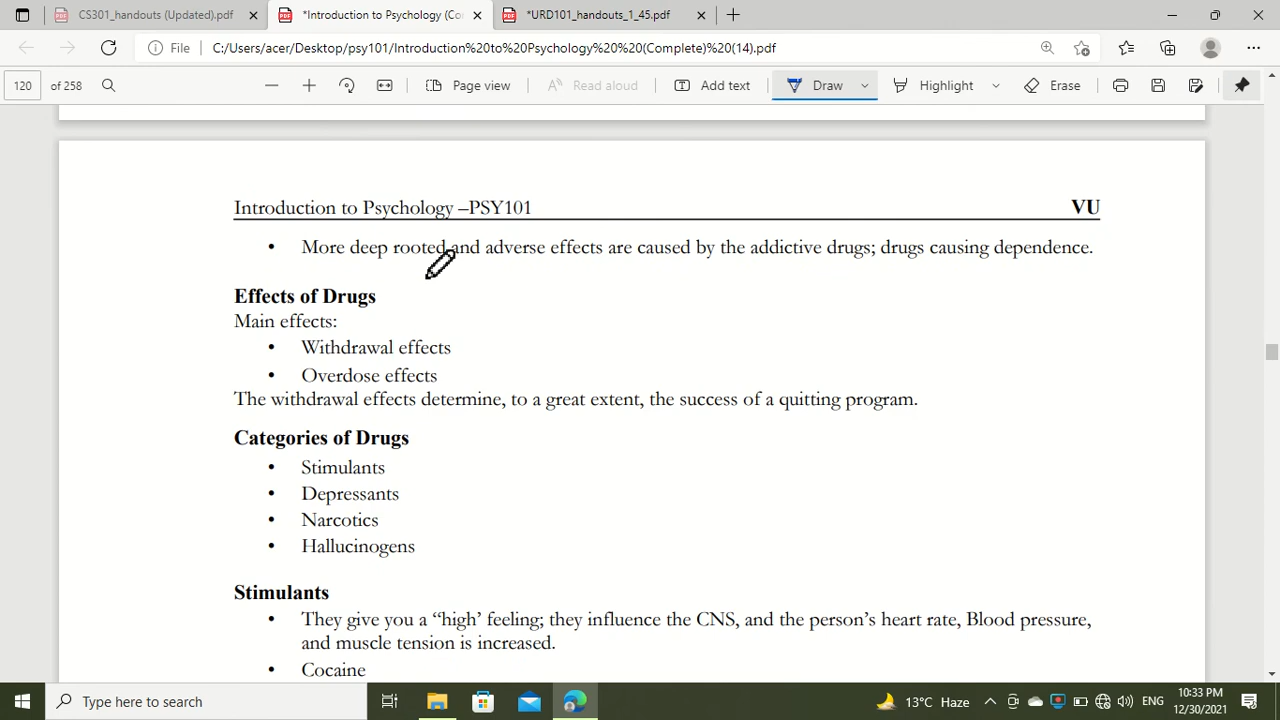 CS301_handouts (Updated).pdf
*Introduction to Psychology (Co
*URD101_handouts_1_45.pdf
File
C:/Users/acer/Desktop/psy101/Introduction%20to%20Psychology%20%20(Complete)%20(14).pdf
120 of 258
Page view
Read aloud
Add text
Draw
Highlight
Erase
Introduction to Psychology –PSY101 VU
• More deep rooted and adverse effects are caused by the addictive drugs; drugs causing dependence.
Effects of Drugs
Main effects:
• Withdrawal effects
• Overdose effects
The withdrawal effects determine, to a great extent, the success of a quitting program.
Categories of Drugs
• Stimulants
• Depressants
• Narcotics
• Hallucinogens
Stimulants
• They give you a “high’ feeling; they influence the CNS, and the person’s heart rate, Blood pressure,
and muscle tension is increased.
• Cocaine
Type here to search
13°C Haze
ENG
10:33 PM
12/30/2021